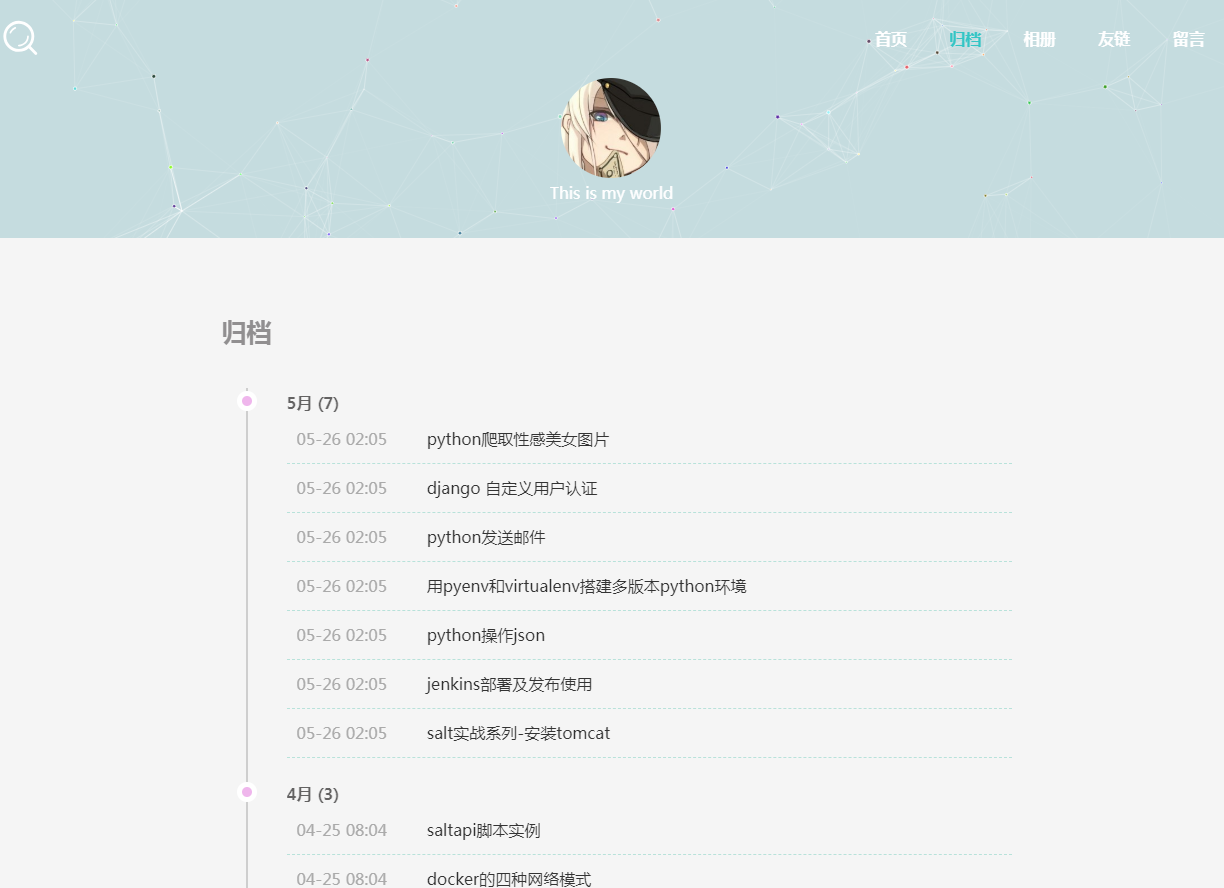 首页 归档 相册 友链 留言
This is my world
归档
5月 (7)
05-26 02:05 python爬取性感美女图片
05-26 02:05 django 自定义用户认证
05-26 02:05 python发送邮件
05-26 02:05 用pyenv和virtualenv搭建多版本python环境
05-26 02:05 python操作json
05-26 02:05 jenkins部署及发布使用
05-26 02:05 salt实战系列-安装tomcat
4月 (3)
04-25 08:04 saltapi脚本实例
04-25 08:04 docker的四种网络模式